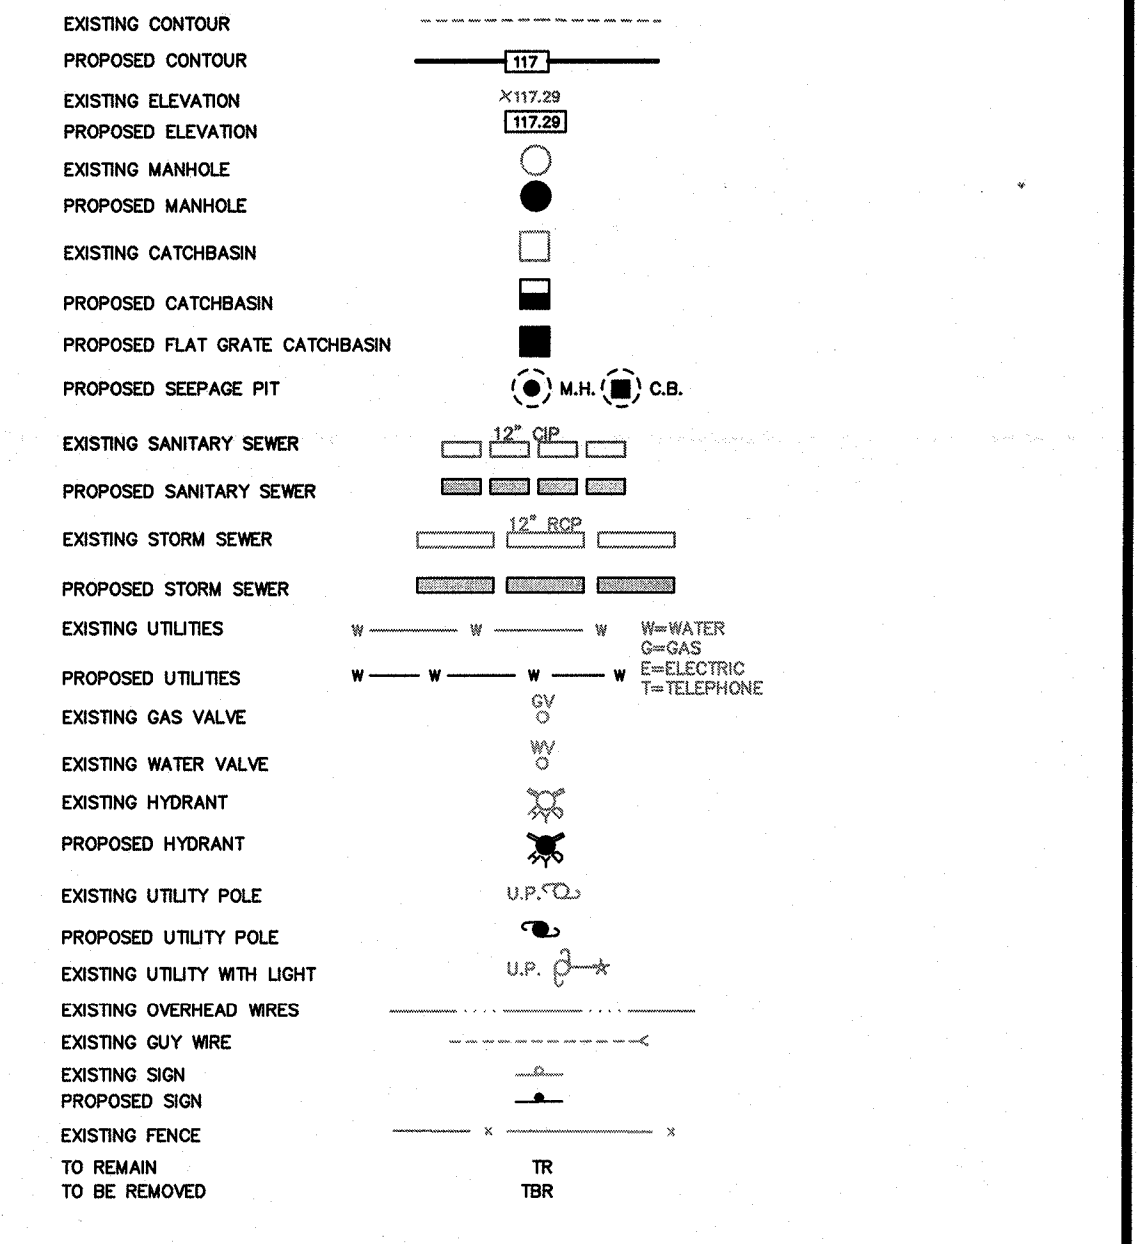 EXISTING CONTOUR
PROPOSED CONTOUR 117
EXISTING ELEVATION X117.29
PROPOSED ELEVATION 117.29
EXISTING MANHOLE
PROPOSED MANHOLE
EXISTING CATCHBASIN
PROPOSED CATCHBASIN
PROPOSED FLAT GRATE CATCHBASIN
PROPOSED SEEPAGE PIT M.H. C.B.
EXISTING SANITARY SEWER 12" CIP
PROPOSED SANITARY SEWER
EXISTING STORM SEWER 12" RCP
PROPOSED STORM SEWER
EXISTING UTILITIES W W W W=WATER
G=GAS
PROPOSED UTILITIES W W W W E=ELECTRIC
T=TELEPHONE
EXISTING GAS VALVE GV
EXISTING WATER VALVE WV
EXISTING HYDRANT HYD
PROPOSED HYDRANT HYD
EXISTING UTILITY POLE U.P.
PROPOSED UTILITY POLE
EXISTING UTILITY WITH LIGHT U.P.
EXISTING OVERHEAD WIRES
EXISTING GUY WIRE
EXISTING SIGN
PROPOSED SIGN
EXISTING FENCE X X
TO REMAIN TR
TO BE REMOVED TBR